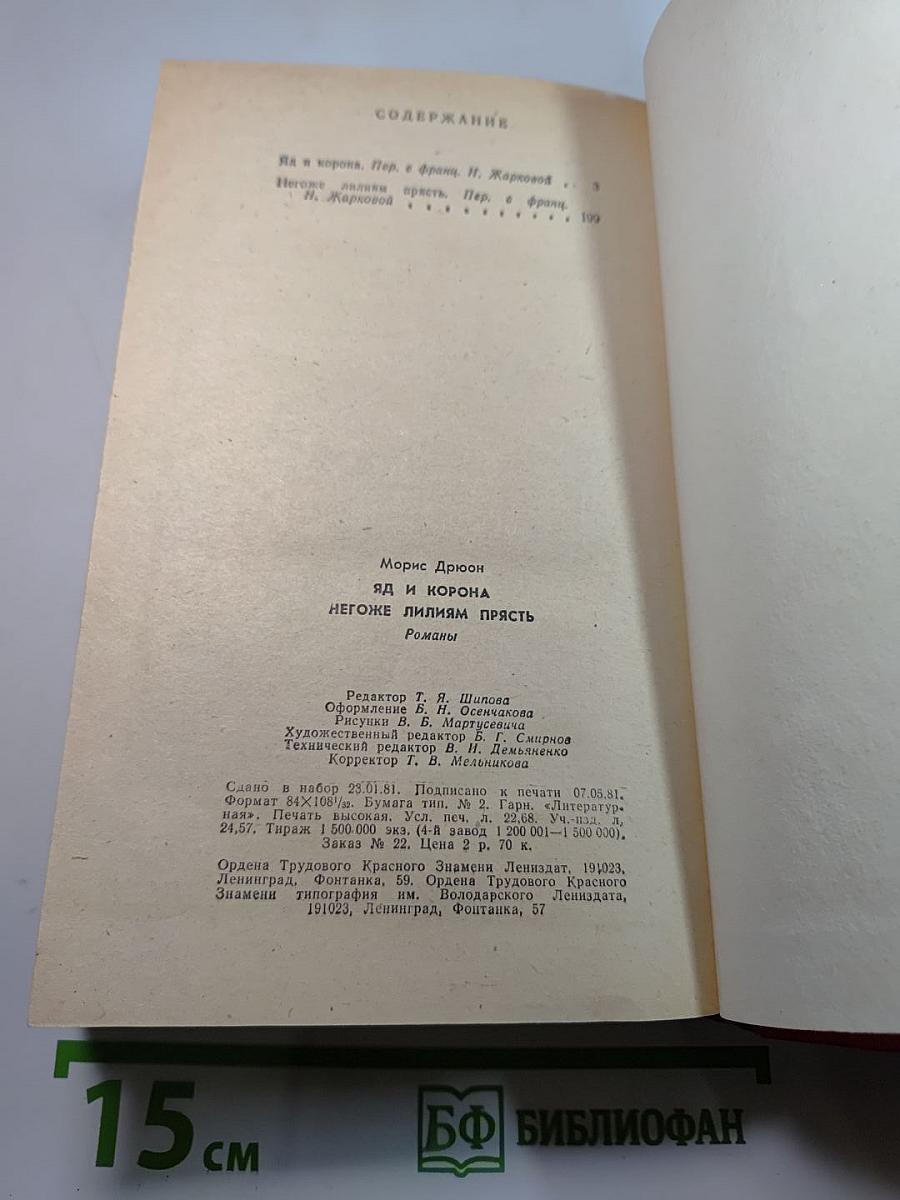 СОДЕРЖАНИЕ
Яд и корона. Пер. с франц. Н. Жарковой . . 3
Негоже лилиям прясть. Пер. с франц.
Н. Жарковой . . . . . . . . . . 199
Морис Дрюон
ЯД И КОРОНА
НЕГОЖЕ ЛИЛИЯМ ПРЯСТЬ
Романы
Редактор Т. Я. Шипова
Оформление Б. Н. Осенчакова
Рисунки В. Б. Мартусевича
Художественный редактор Б. Г. Смирнов
Технический редактор В. И. Демьяненко
Корректор Т. В. Мельникова
Сдано в набор 23.01.81. Подписано к печати 07.05.81.
Формат 84×108¹/₃₂. Бумага тип. № 2. Гарн. «Литератур-
ная». Печать высокая. Усл. печ. л. 22,68. Уч.-изд. л.
24,57. Тираж 1 500 000 экз. (4-й завод 1 200 001—1 500 000).
Заказ № 22. Цена 2 р. 70 к.
Ордена Трудового Красного Знамени Лениздат, 191023,
Ленинград, Фонтанка, 59. Ордена Трудового Красного
Знамени типография им. Володарского Лениздата,
191023, Ленинград, Фонтанка, 57
15 см
БФ БИБЛИОФАН